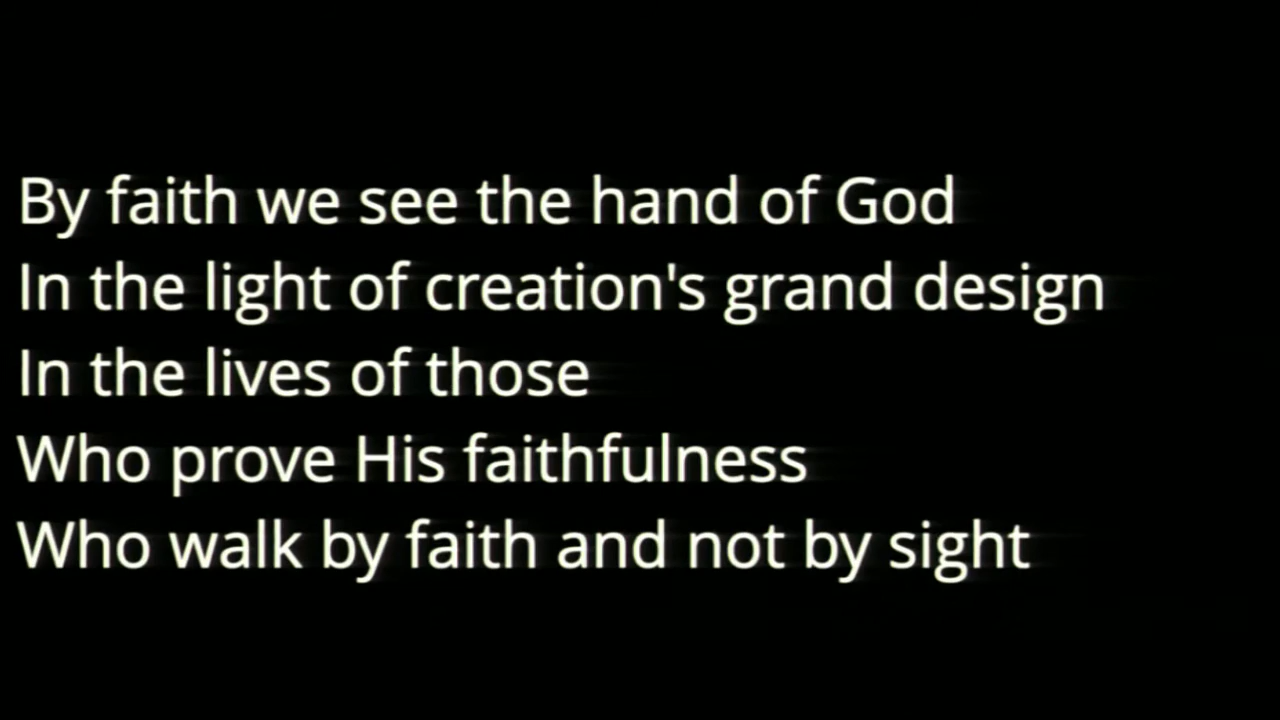 By faith we see the hand of God
In the light of creation's grand design
In the lives of those
Who prove His faithfulness
Who walk by faith and not by sight